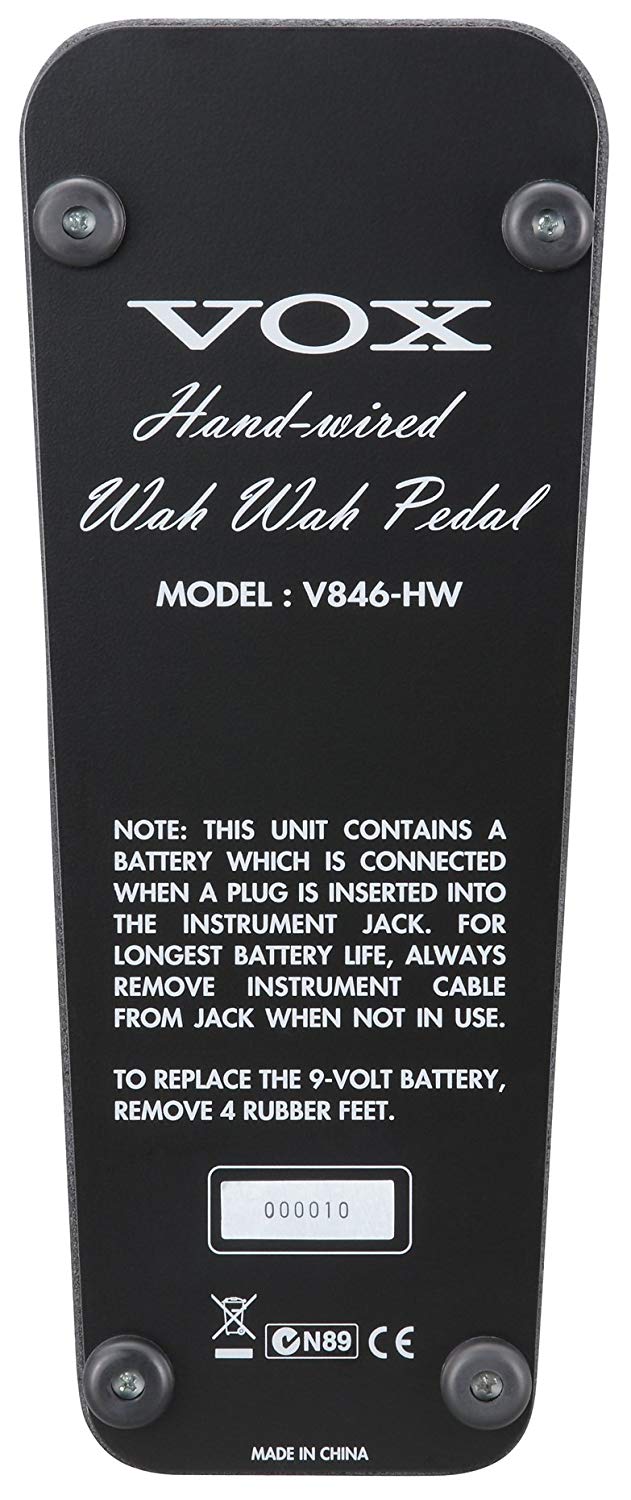 VOX
Hand-wired
Wah Wah Pedal
MODEL : V846-HW
NOTE: THIS UNIT CONTAINS A
BATTERY WHICH IS CONNECTED
WHEN A PLUG IS INSERTED INTO
THE INSTRUMENT JACK. FOR
LONGEST BATTERY LIFE, ALWAYS
REMOVE INSTRUMENT CABLE
FROM JACK WHEN NOT IN USE.
TO REPLACE THE 9-VOLT BATTERY,
REMOVE 4 RUBBER FEET.
000010
N89 CE
MADE IN CHINA